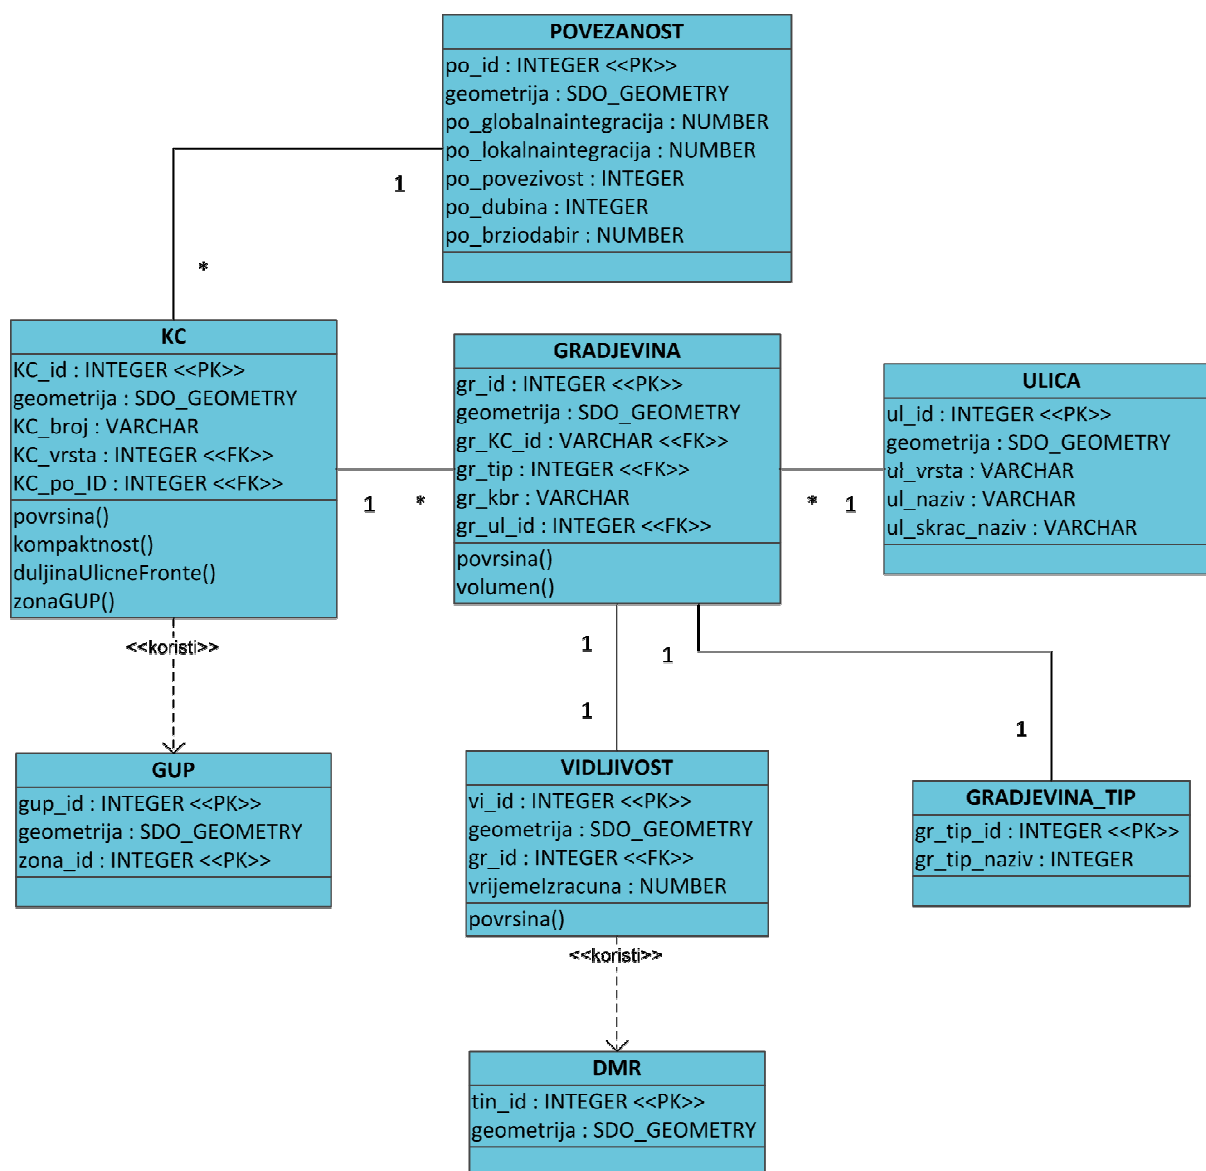 POVEZANOST
po_id : INTEGER <<PK>>
geometrija : SDO_GEOMETRY
po_globalnaintegracija : NUMBER
po_lokalnaintegracija : NUMBER
po_povezivost : INTEGER
po_dubina : INTEGER
po_brziodabir : NUMBER
1
*
KC
KC_id : INTEGER <<PK>>
geometrija : SDO_GEOMETRY
KC_broj : VARCHAR
KC_vrsta : INTEGER <<FK>>
KC_po_ID : INTEGER <<FK>>
povrsina()
kompaktnost()
duljinaUlicneFronte()
zonaGUP()
1
*
GRADJEVINA
gr_id : INTEGER <<PK>>
geometrija : SDO_GEOMETRY
gr_KC_id : VARCHAR <<FK>>
gr_tip : INTEGER <<FK>>
gr_kbr : VARCHAR
gr_ul_id : INTEGER <<FK>>
povrsina()
volumen()
*
1
ULICA
ul_id : INTEGER <<PK>>
geometrija : SDO_GEOMETRY
ul_vrsta : VARCHAR
ul_naziv : VARCHAR
ul_skrac_naziv : VARCHAR
<<koristi>>
1
1
1
1
GUP
gup_id : INTEGER <<PK>>
geometrija : SDO_GEOMETRY
zona_id : INTEGER <<PK>>
VIDLJIVOST
vi_id : INTEGER <<PK>>
geometrija : SDO_GEOMETRY
gr_id : INTEGER <<FK>>
vrijemeIzracuna : NUMBER
povrsina()
GRADJEVINA_TIP
gr_tip_id : INTEGER <<PK>>
gr_tip_naziv : INTEGER
<<koristi>>
DMR
tin_id : INTEGER <<PK>>
geometrija : SDO_GEOMETRY